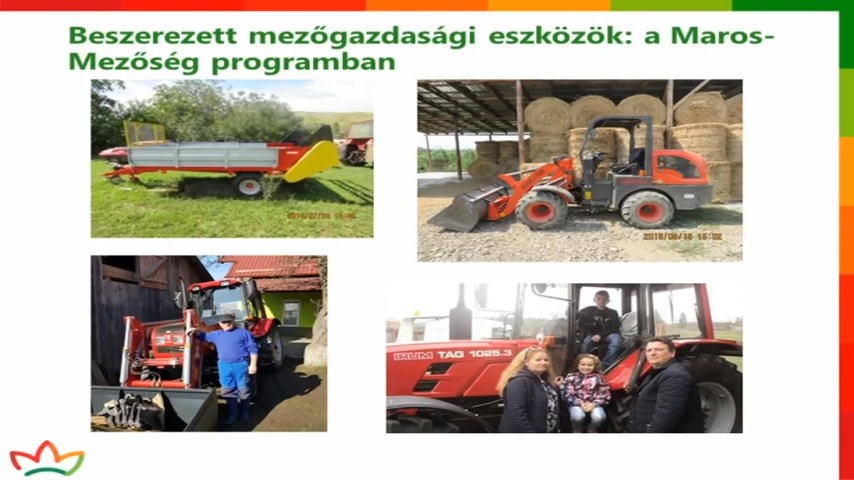 Beszerezett mezőgazdasági eszközök: a Maros-
Mezőség programban
IRUM TAG 1025.3